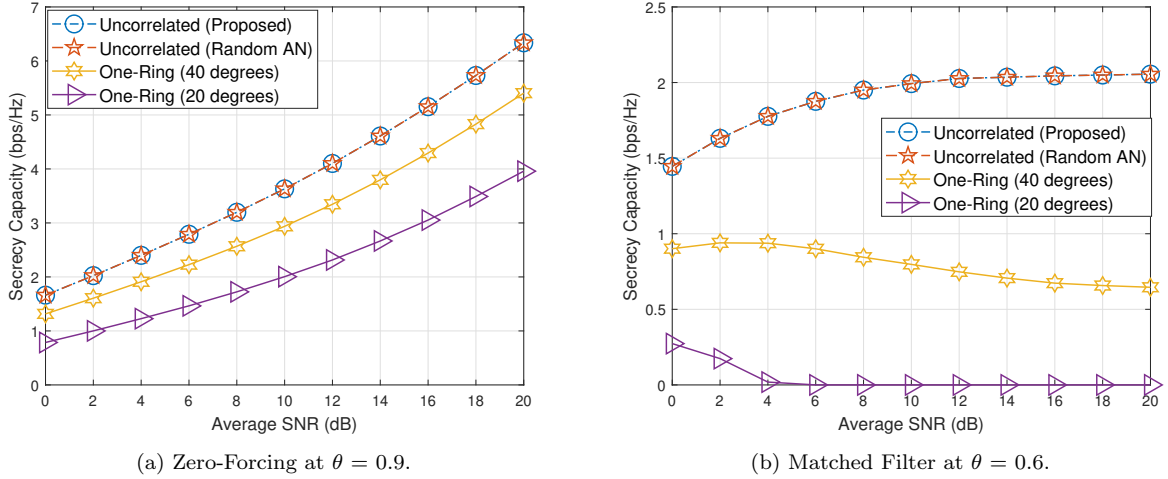 7
6
5
4
3
2
1
0
Secrecy Capacity (bps/Hz)
Uncorrelated (Proposed)
Uncorrelated (Random AN)
One-Ring (40 degrees)
One-Ring (20 degrees)
0 2 4 6 8 10 12 14 16 18 20
Average SNR (dB)
(a) Zero-Forcing at θ = 0.9.
2.5
2
1.5
1
0.5
0
Secrecy Capacity (bps/Hz)
Uncorrelated (Proposed)
Uncorrelated (Random AN)
One-Ring (40 degrees)
One-Ring (20 degrees)
0 2 4 6 8 10 12 14 16 18 20
Average SNR (dB)
(b) Matched Filter at θ = 0.6.